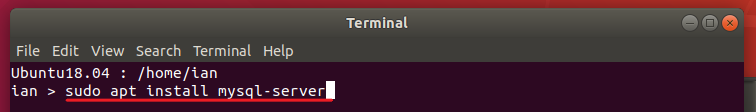 Terminal
File Edit View Search Terminal Help
Ubuntu18.04 : /home/ian
ian > sudo apt install mysql-server